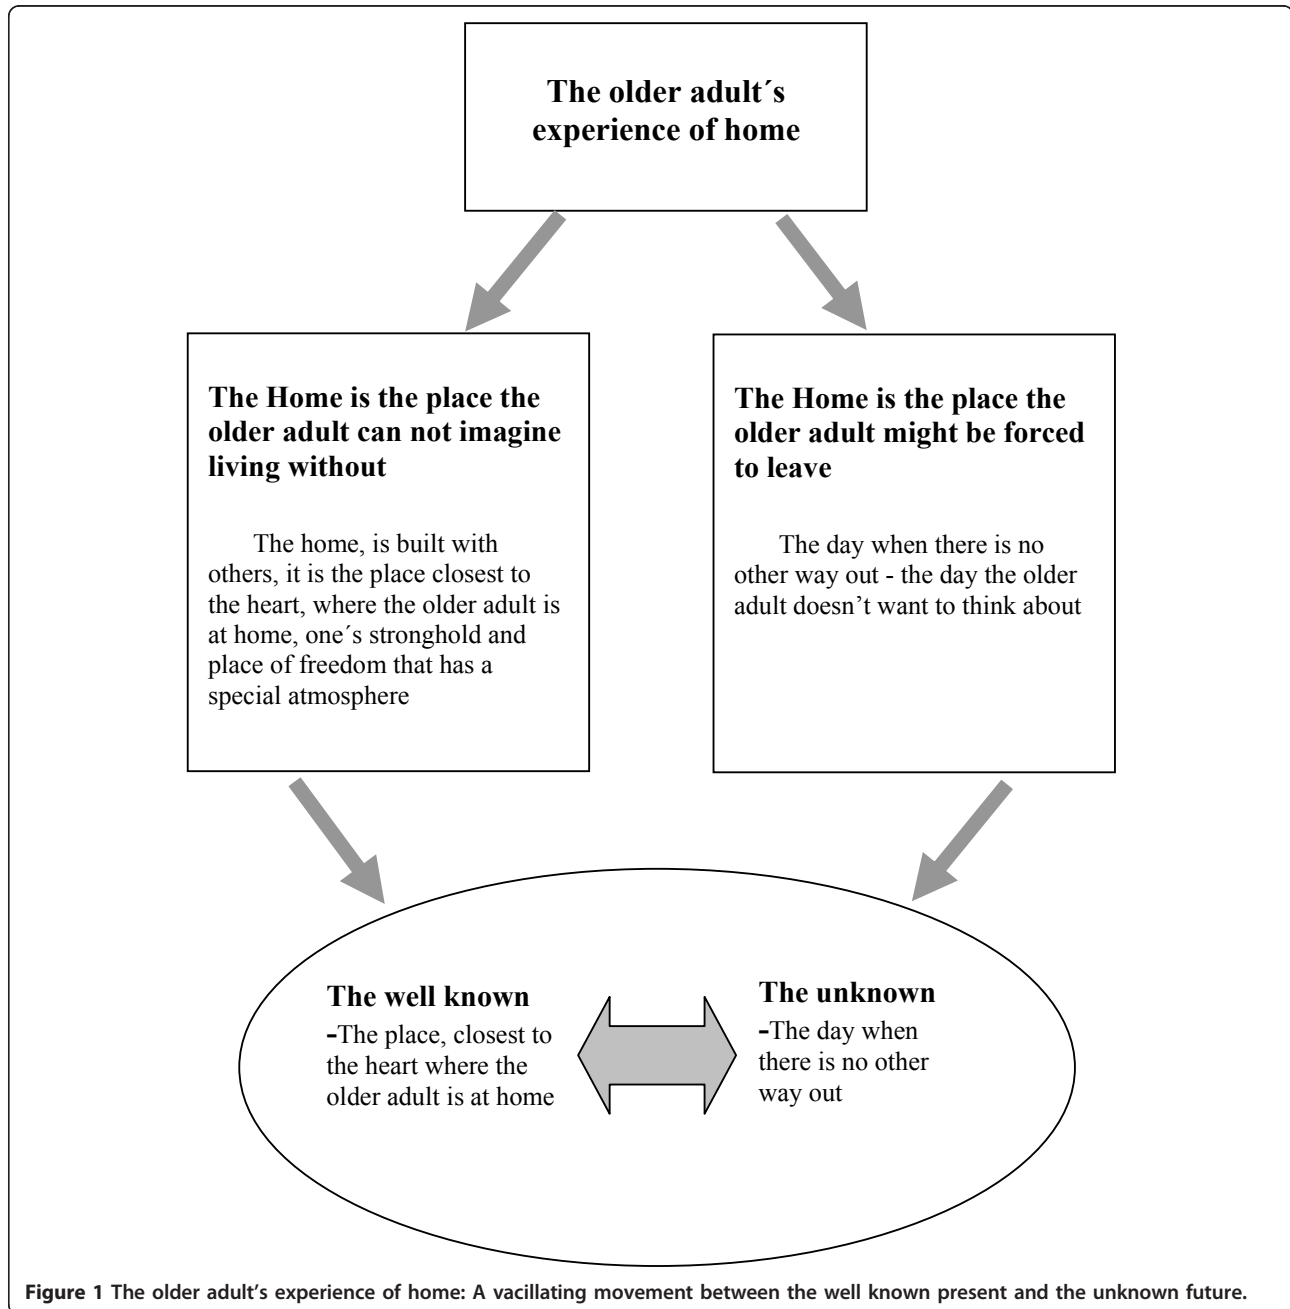 The older adult´s
experience of home
The Home is the place the
older adult can not imagine
living without
The home, is built with
others, it is the place closest to
the heart, where the older adult is
at home, one´s stronghold and
place of freedom that has a
special atmosphere
The Home is the place the
older adult might be forced
to leave
The day when there is no
other way out - the day the older
adult doesn’t want to think about
The well known
-The place, closest to
the heart where the
older adult is at home
The unknown
-The day when
there is no other
way out
Figure 1 The older adult’s experience of home: A vacillating movement between the well known present and the unknown future.